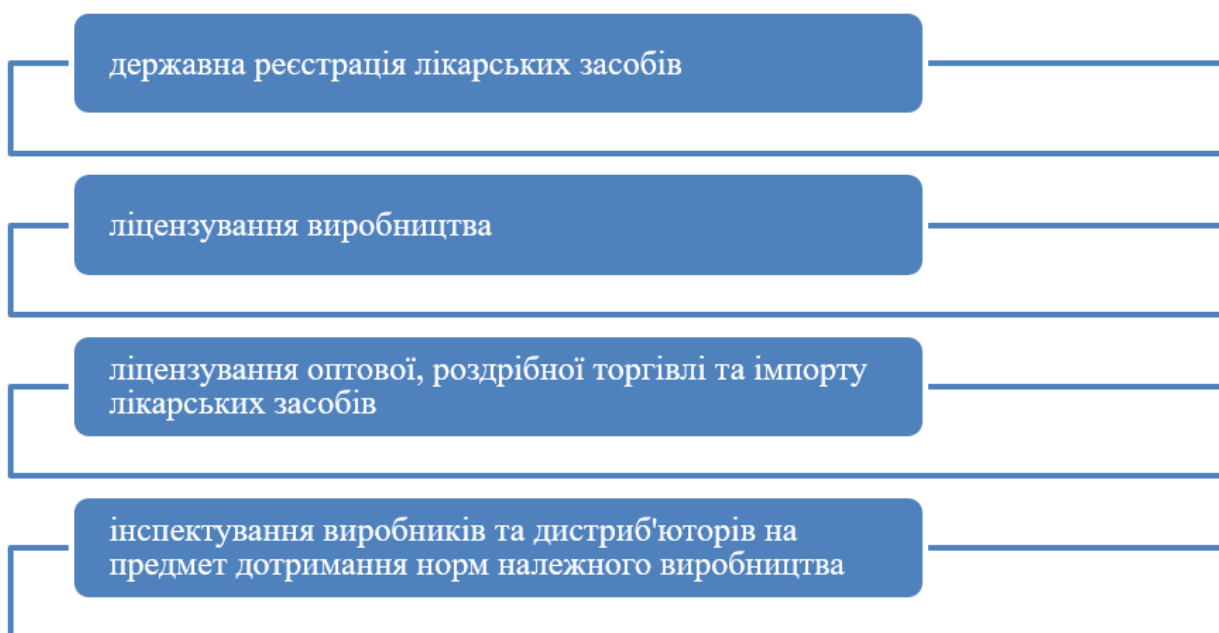 державна реєстрація лікарських засобів
ліцензування виробництва
ліцензування оптової, роздрібної торгівлі та імпорту
лікарських засобів
інспектування виробників та дистриб'юторів на
предмет дотримання норм належного виробництва